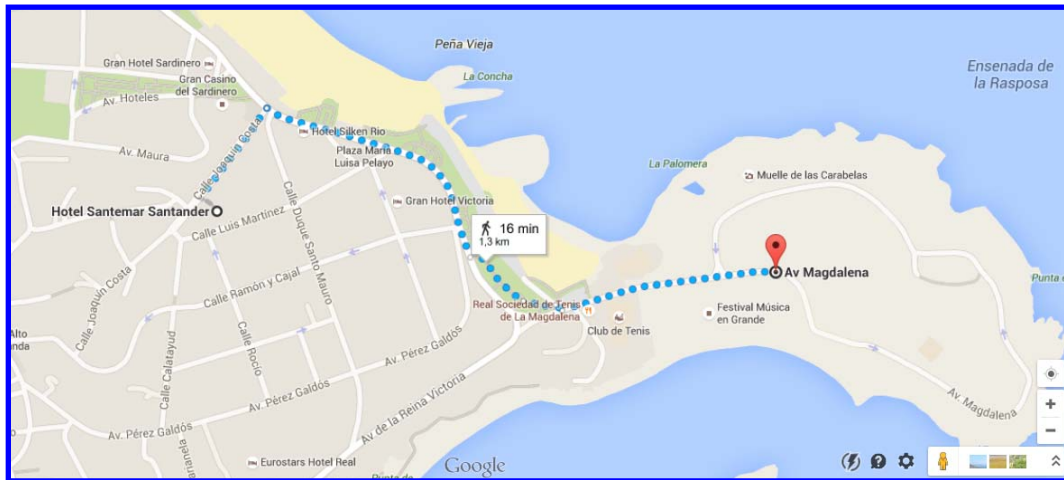 Peña Vieja
Ensenada de
la Rasposa
Gran Hotel Sardinero
La Concha
Gran Casino
del Sardinero
Av. Hoteles
Hotel Silken Rio
Calle Joaquín Costa
Av. Maura
Plaza María
Luisa Pelayo
La Palomera
Muelle de las Carabelas
Gran Hotel Victoria
Hotel Santemar Santander
Calle Luis Martínez
16 min
1,3 km
Calle Duque Santo Mauro
Av Magdalena
Punta d
Calle Joaquín Costa
Calle Ramón y Cajal
Real Sociedad de Tenis
de La Magdalena
Festival Música
en Grande
Club de Tenis
Alto
Calle Calatayud
Calle Rocío
Av. Pérez Galdós
Av. Pérez Galdós
Av. Pérez Galdós
Av de la Reina Victoria
Av. Magdalena
Eurostars Hotel Real
Google